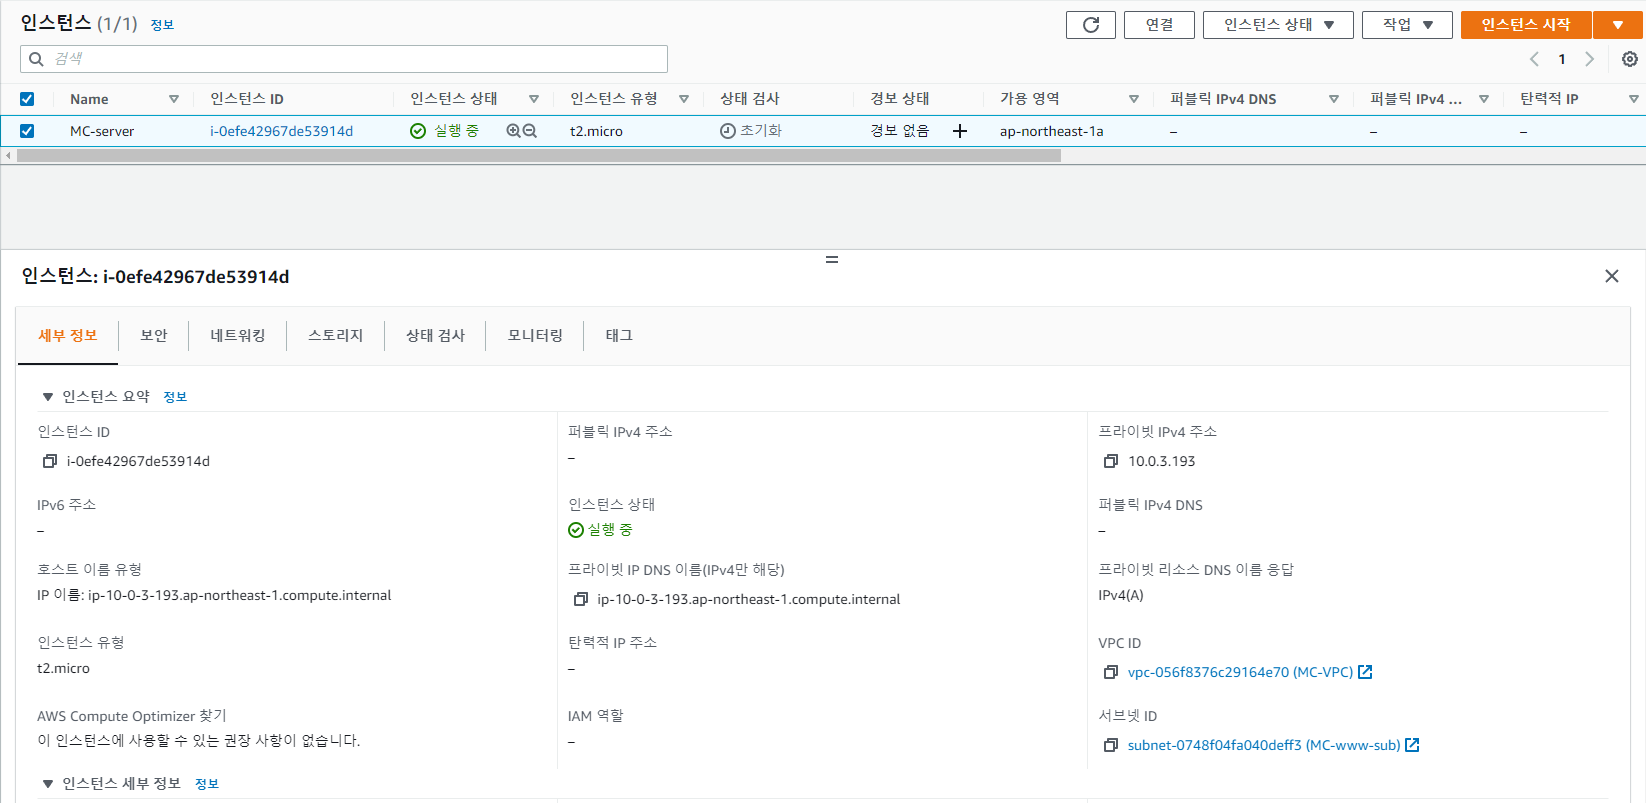 인스턴스 (1/1) 정보
연결 인스턴스 상태 작업 인스턴스 시작
검색
1
Name 인스턴스 ID 인스턴스 상태 인스턴스 유형 상태 검사 경보 상태 가용 영역 퍼블릭 IPv4 DNS 퍼블릭 IPv4 ... 탄력적 IP
MC-server i-0efe42967de53914d 실행 중 t2.micro 초기화 경보 없음 + ap-northeast-1a – – –
인스턴스: i-0efe42967de53914d
세부 정보 보안 네트워킹 스토리지 상태 검사 모니터링 태그
인스턴스 요약 정보
인스턴스 ID 퍼블릭 IPv4 주소 프라이빗 IPv4 주소
i-0efe42967de53914d – 10.0.3.193
IPv6 주소 인스턴스 상태 퍼블릭 IPv4 DNS
– 실행 중 –
호스트 이름 유형 프라이빗 IP DNS 이름(IPv4만 해당) 프라이빗 리소스 DNS 이름 응답
IP 이름: ip-10-0-3-193.ap-northeast-1.compute.internal ip-10-0-3-193.ap-northeast-1.compute.internal IPv4(A)
인스턴스 유형 탄력적 IP 주소 VPC ID
t2.micro – vpc-056f8376c29164e70 (MC-VPC)
AWS Compute Optimizer 찾기 IAM 역할 서브넷 ID
이 인스턴스에 사용할 수 있는 권장 사항이 없습니다. – subnet-0748f04fa040deff3 (MC-www-sub)
인스턴스 세부 정보 정보